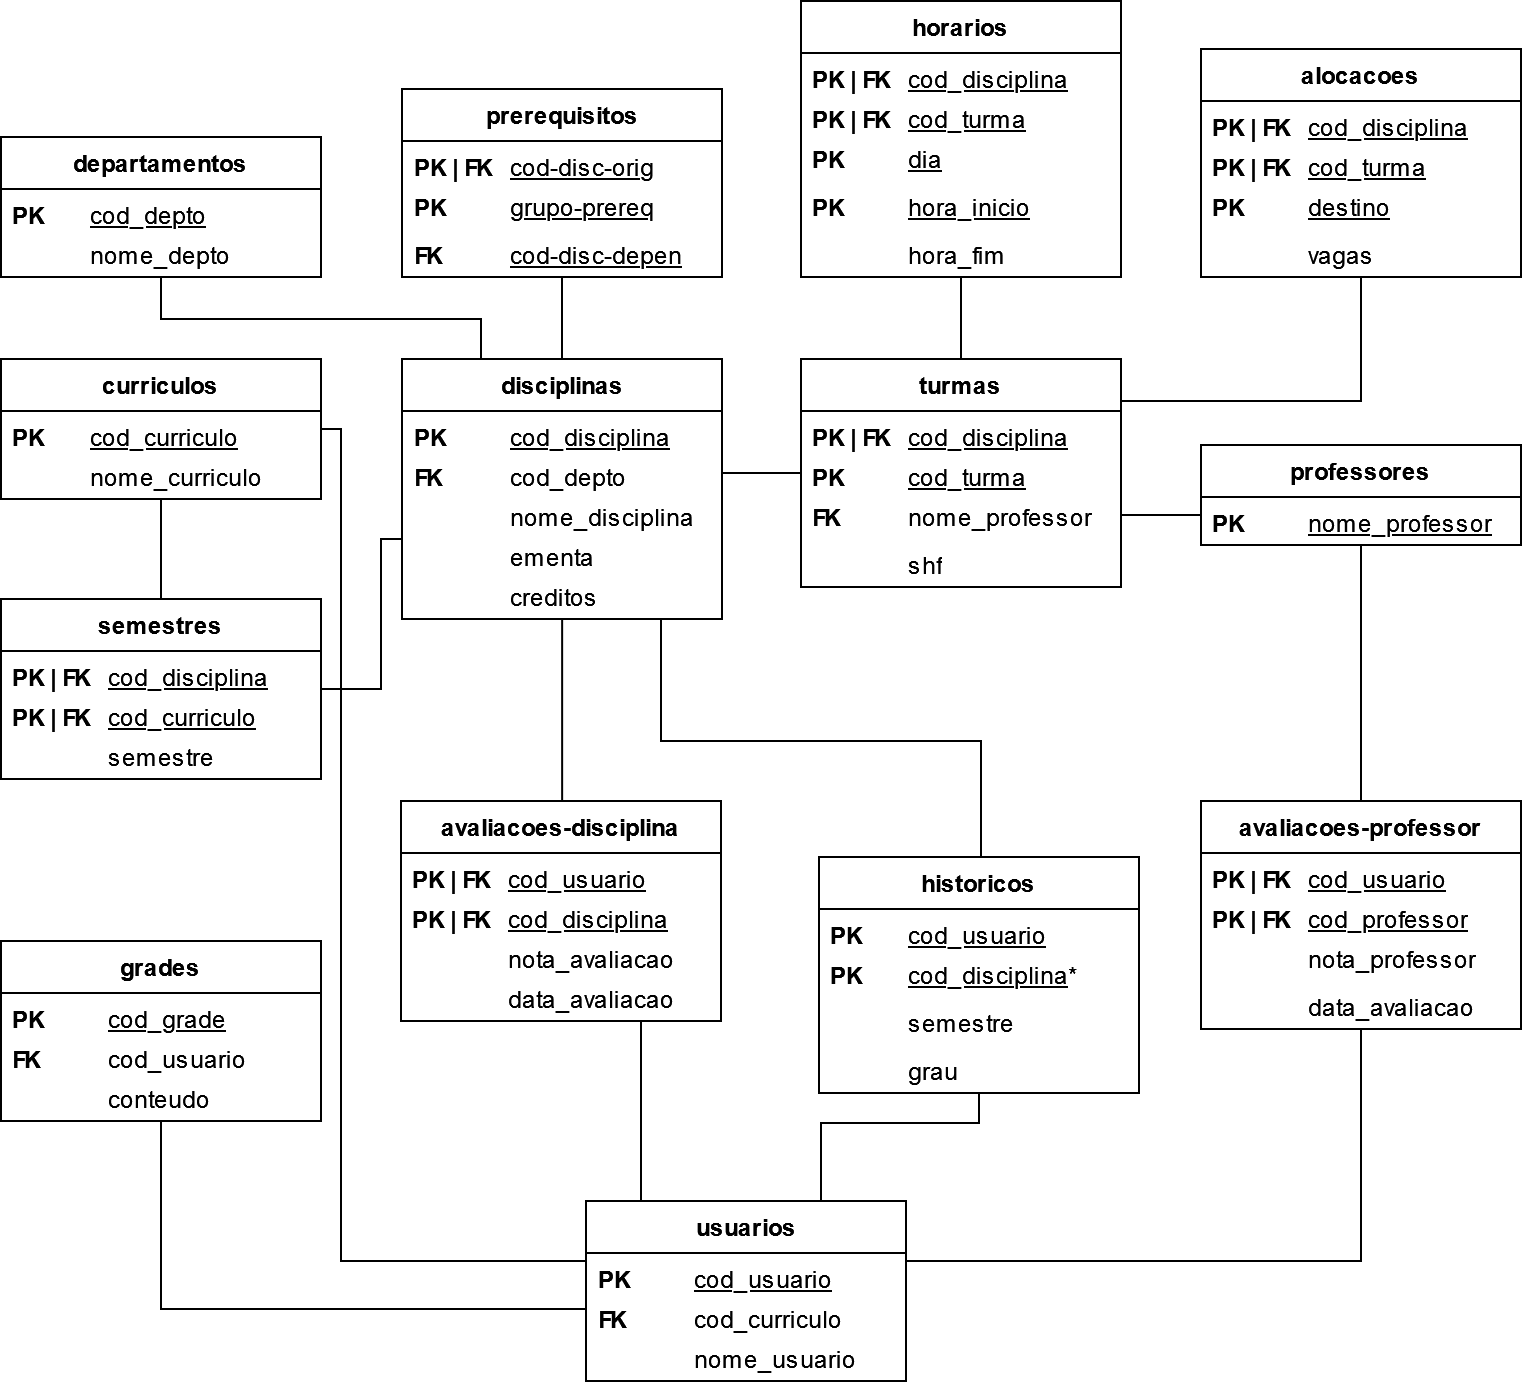 horarios
PK | FK cod_disciplina
PK | FK cod_turma
PK dia
PK hora_inicio
hora_fim
alocacoes
PK | FK cod_disciplina
PK | FK cod_turma
PK destino
vagas
prerequisitos
PK | FK cod-disc-orig
PK grupo-prereq
FK cod-disc-depen
departamentos
PK cod_depto
nome_depto
curriculos
PK cod_curriculo
nome_curriculo
disciplinas
PK cod_disciplina
FK cod_depto
nome_disciplina
ementa
creditos
turmas
PK | FK cod_disciplina
PK cod_turma
FK nome_professor
shf
professores
PK nome_professor
semestres
PK | FK cod_disciplina
PK | FK cod_curriculo
semestre
avaliacoes-disciplina
PK | FK cod_usuario
PK | FK cod_disciplina
nota_avaliacao
data_avaliacao
historicos
PK cod_usuario
PK cod_disciplina*
semestre
grau
avaliacoes-professor
PK | FK cod_usuario
PK | FK cod_professor
nota_professor
data_avaliacao
grades
PK cod_grade
FK cod_usuario
conteudo
usuarios
PK cod_usuario
FK cod_curriculo
nome_usuario